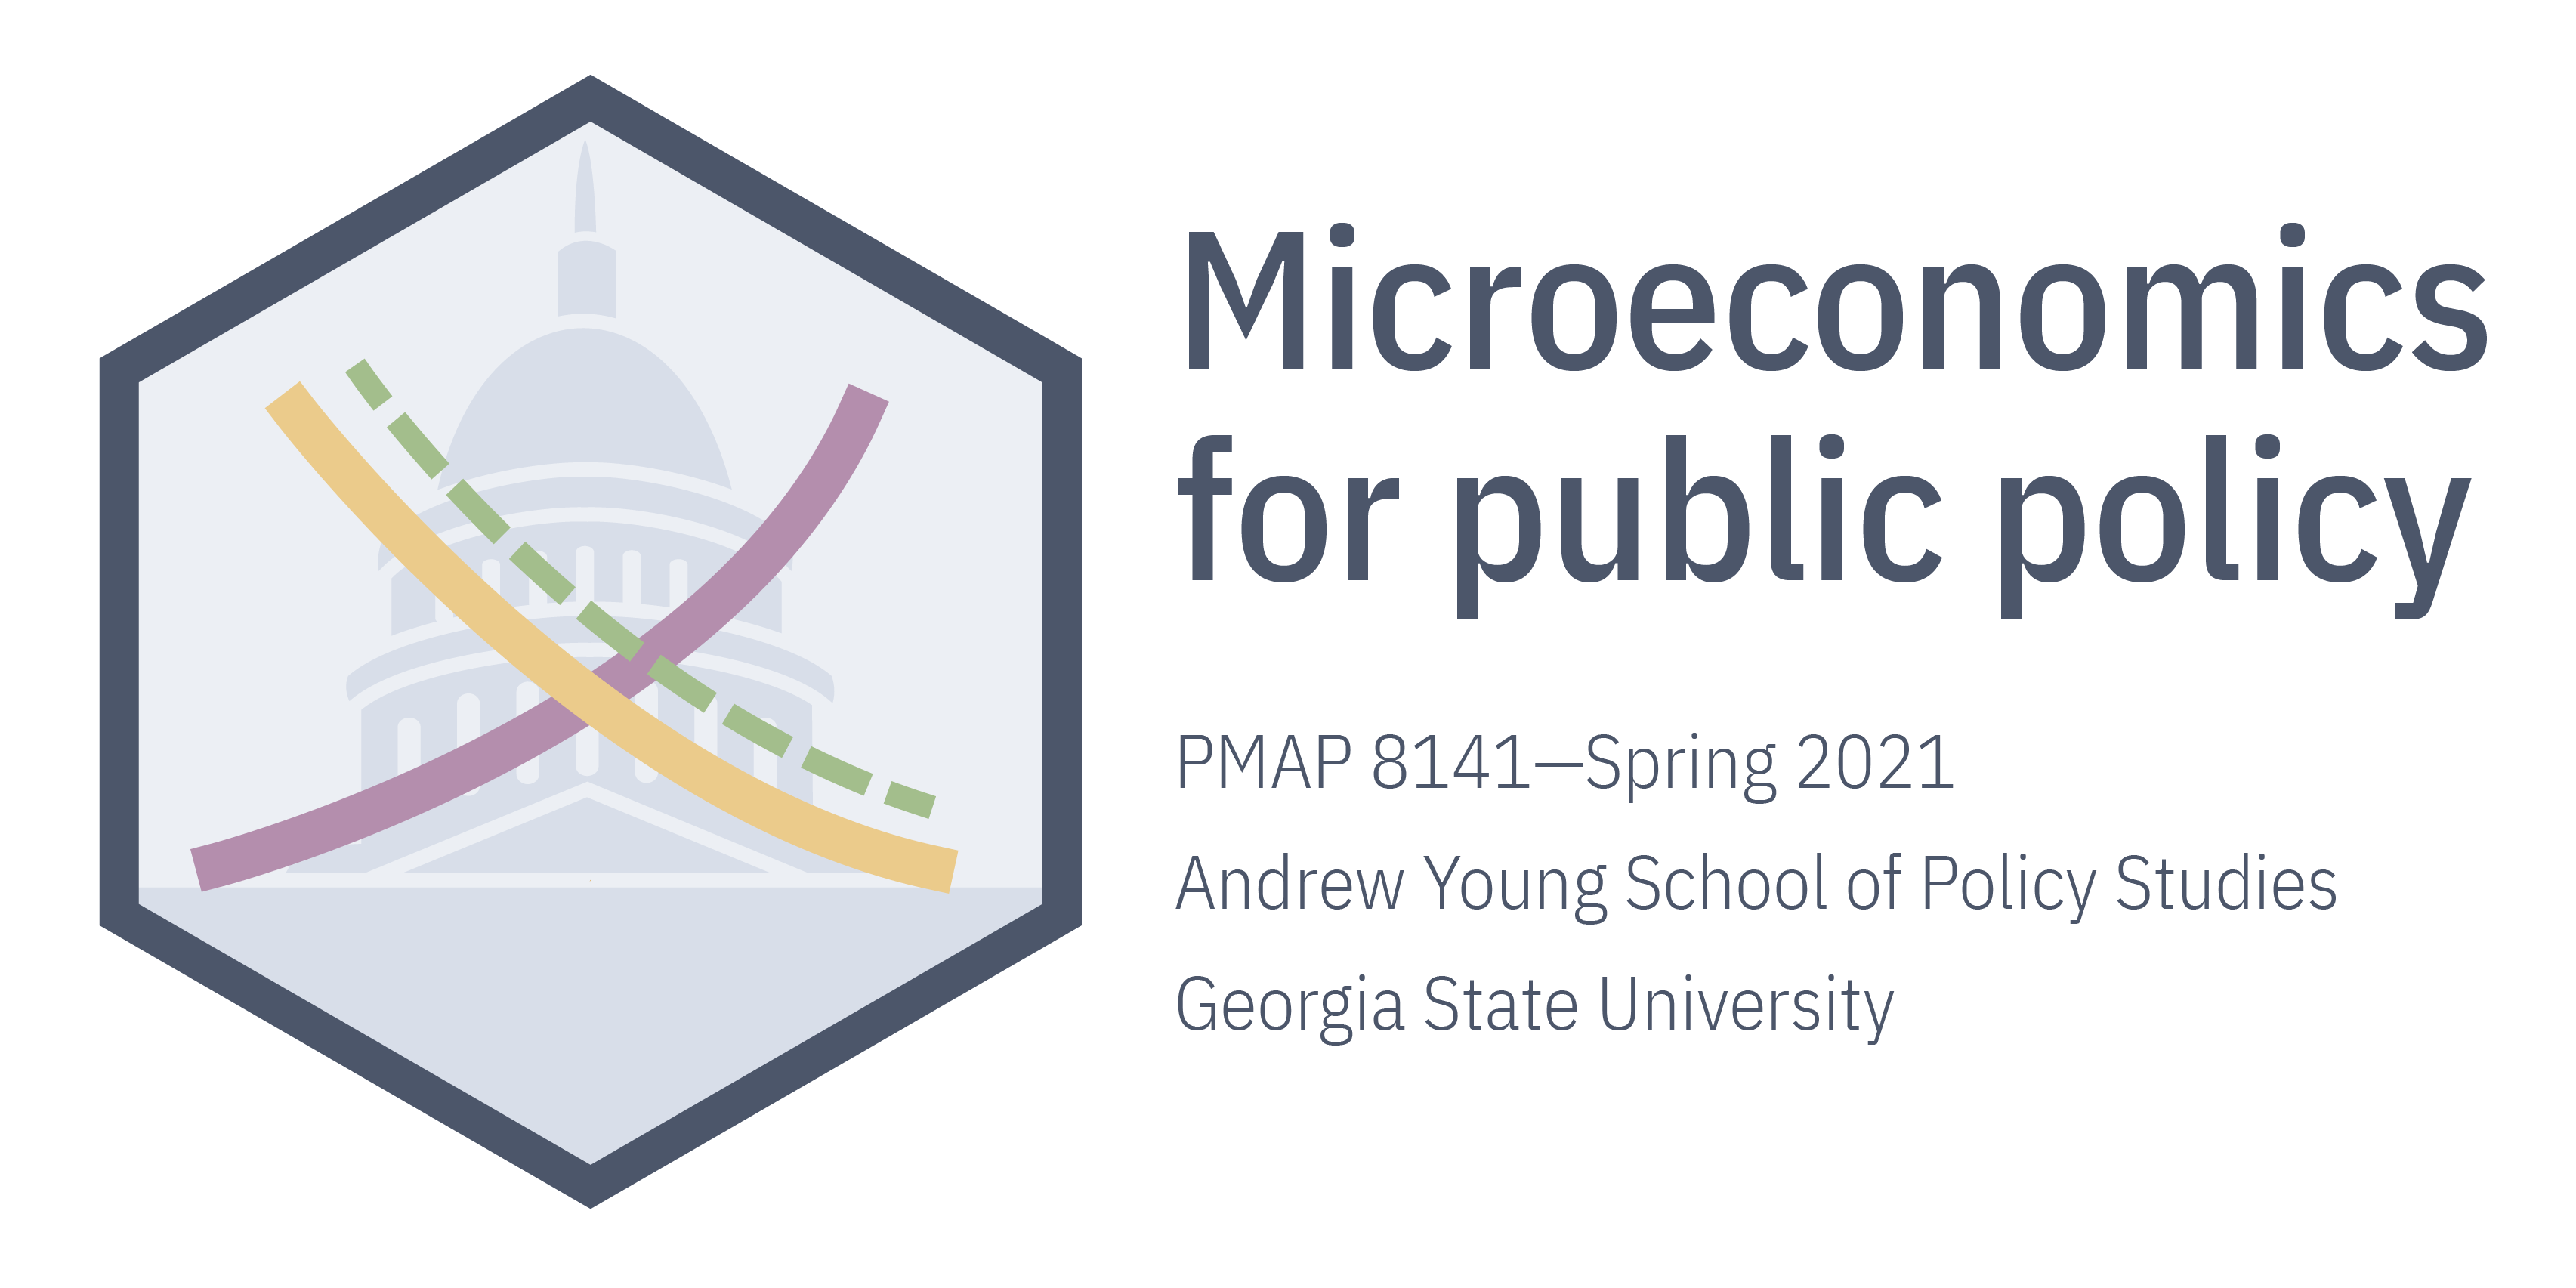 Microeconomics
for public policy
PMAP 8141—Spring 2021
Andrew Young School of Policy Studies
Georgia State University